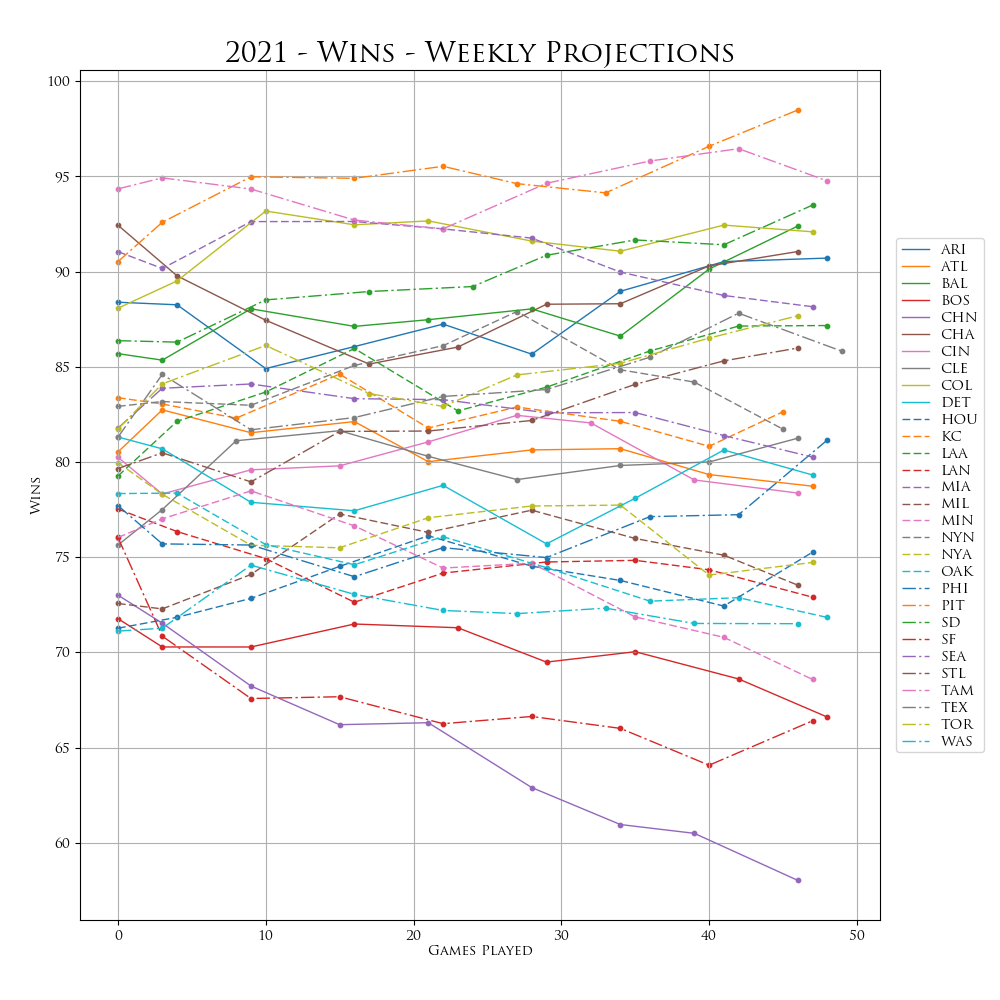 2021 - Wins - Weekly Projections
100
95
90
85
80
75
70
65
60
Wins
0 10 20 30 40 50
Games Played
ARI
ATL
BAL
BOS
CHN
CHA
CIN
CLE
COL
DET
HOU
KC
LAA
LAN
MIA
MIL
MIN
NYN
NYA
OAK
PHI
PIT
SD
SF
SEA
STL
TAM
TEX
TOR
WAS